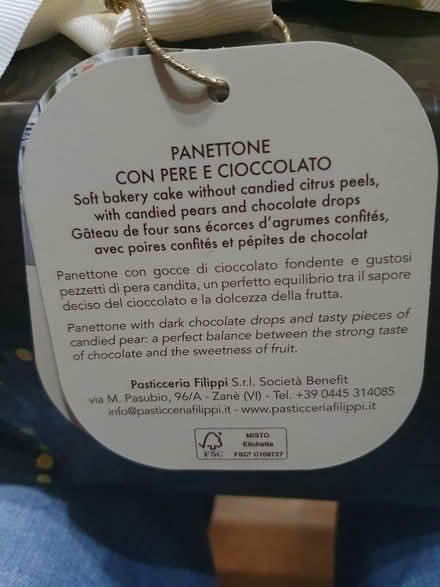 PANETTONE
CON PERE E CIOCCOLATO
Soft bakery cake without candied citrus peels,
with candied pears and chocolate drops
Gâteau de four sans écorces d'agrumes confités,
avec poires confités et pépites de chocolat
Panettone con gocce di cioccolato fondente e gustosi
pezzetti di pera candita, un perfetto equilibrio tra il sapore
deciso del cioccolato e la dolcezza della frutta.
Panettone with dark chocolate drops and tasty pieces of
candied pear: a perfect balance between the strong taste
of chocolate and the sweetness of fruit.
Pasticceria Filippi S.r.l. Società Benefit
via M. Pasubio, 96/A - Zanè (VI) - Tel. +39 0445 314085
info@pasticceriafilippi.it - www.pasticceriafilippi.it
FSC
MISTO
Etichetta
FSC® C109727